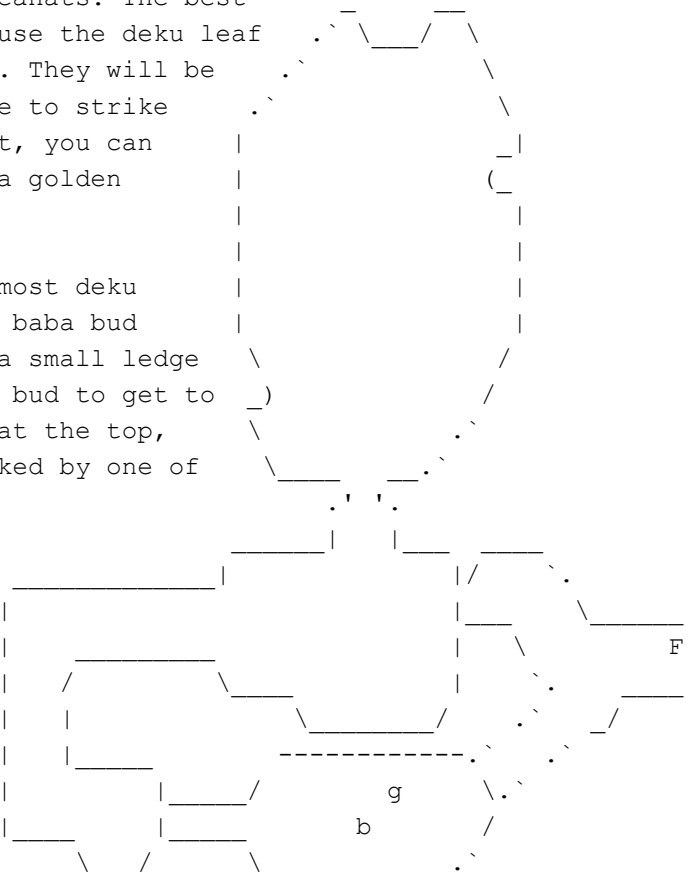 The best
use the deku leaf
. They will be
e to strike
t, you can
a golden
most deku
baba bud
a small ledge
bud to get to
at the top,
ked by one of
F
g
b